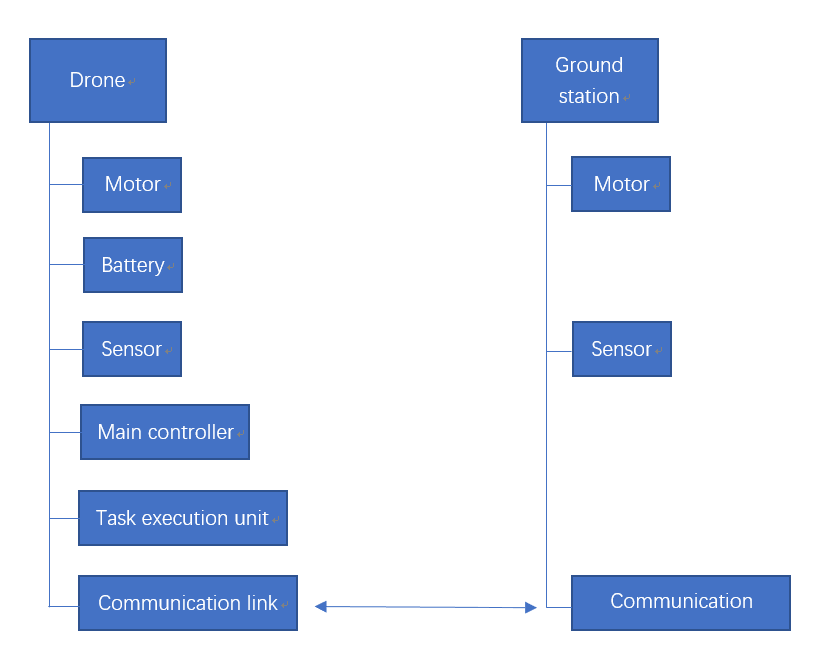 Drone
Ground
station
Motor
Motor
Battery
Sensor
Sensor
Main controller
Task execution unit
Communication link
Communication